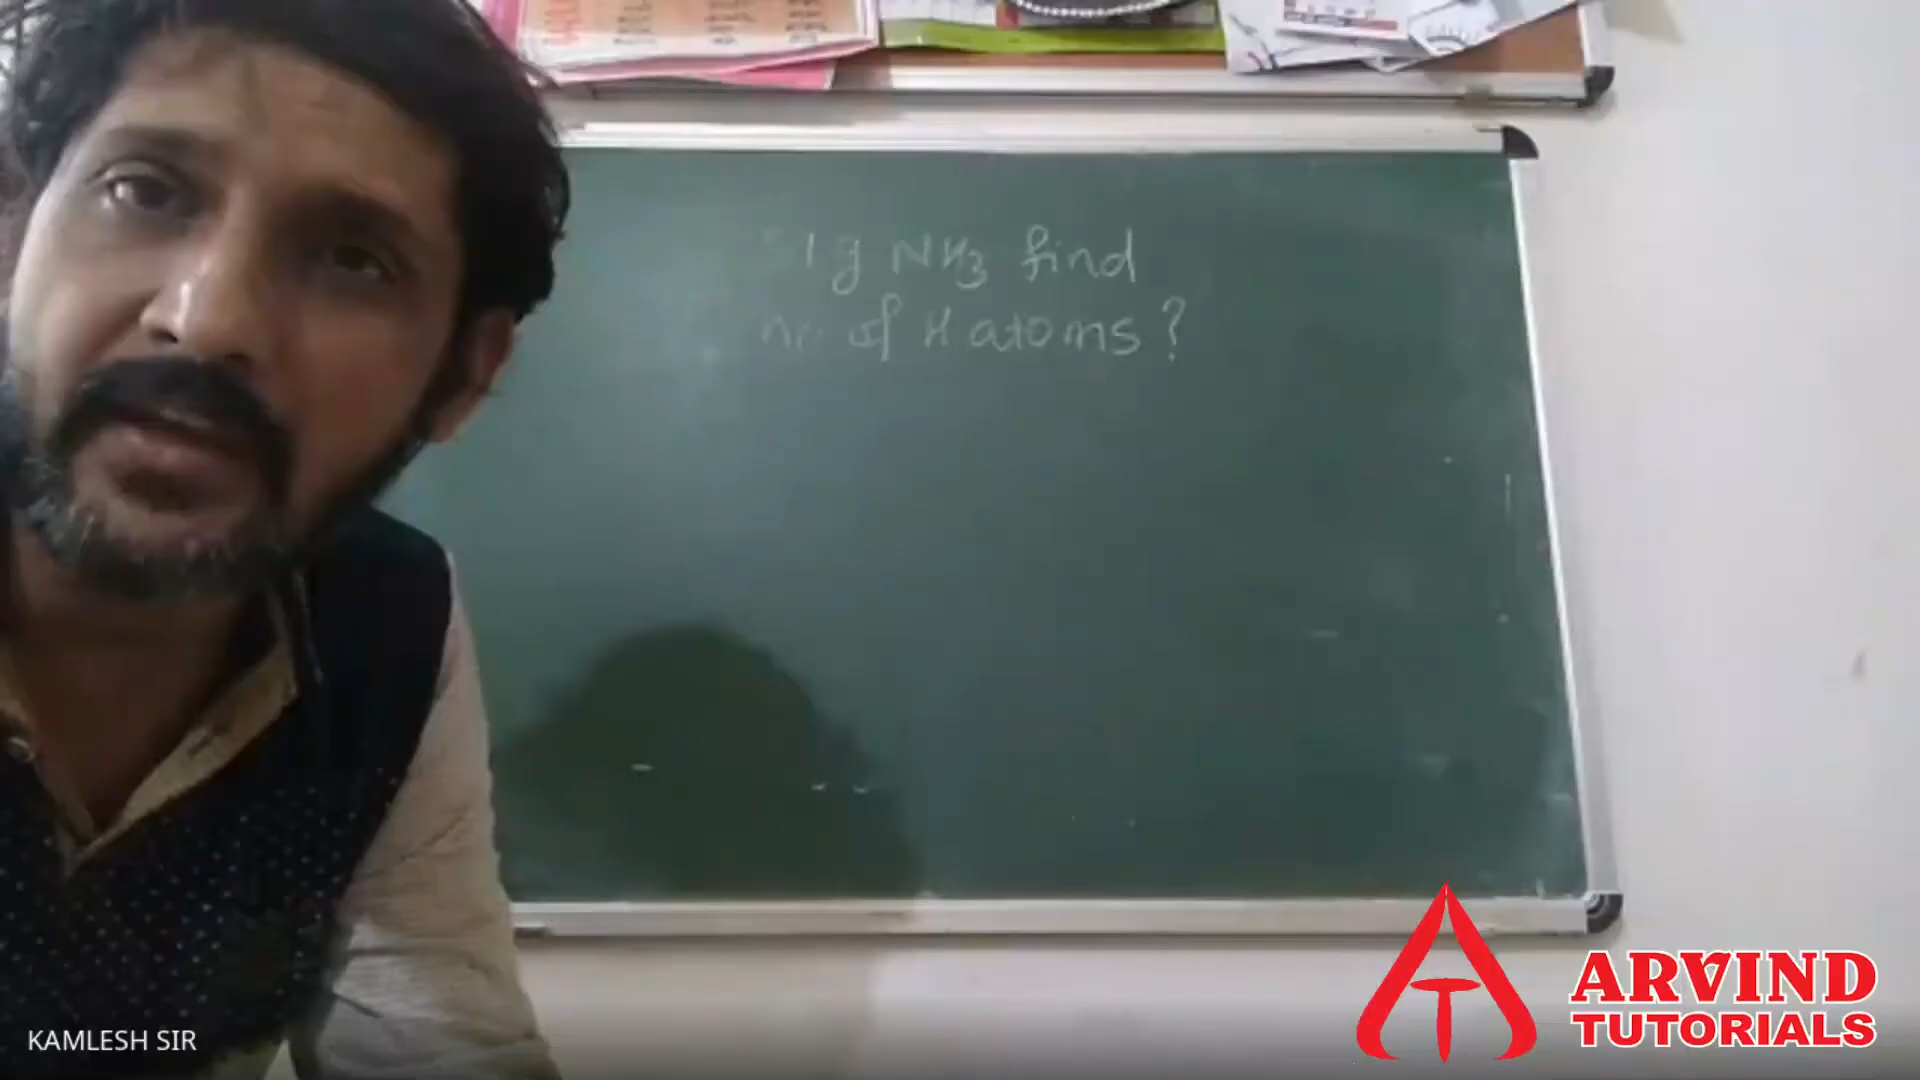 51g NH3 find
no of H atoms ?
KAMLESH SIR
ARVIND
TUTORIALS